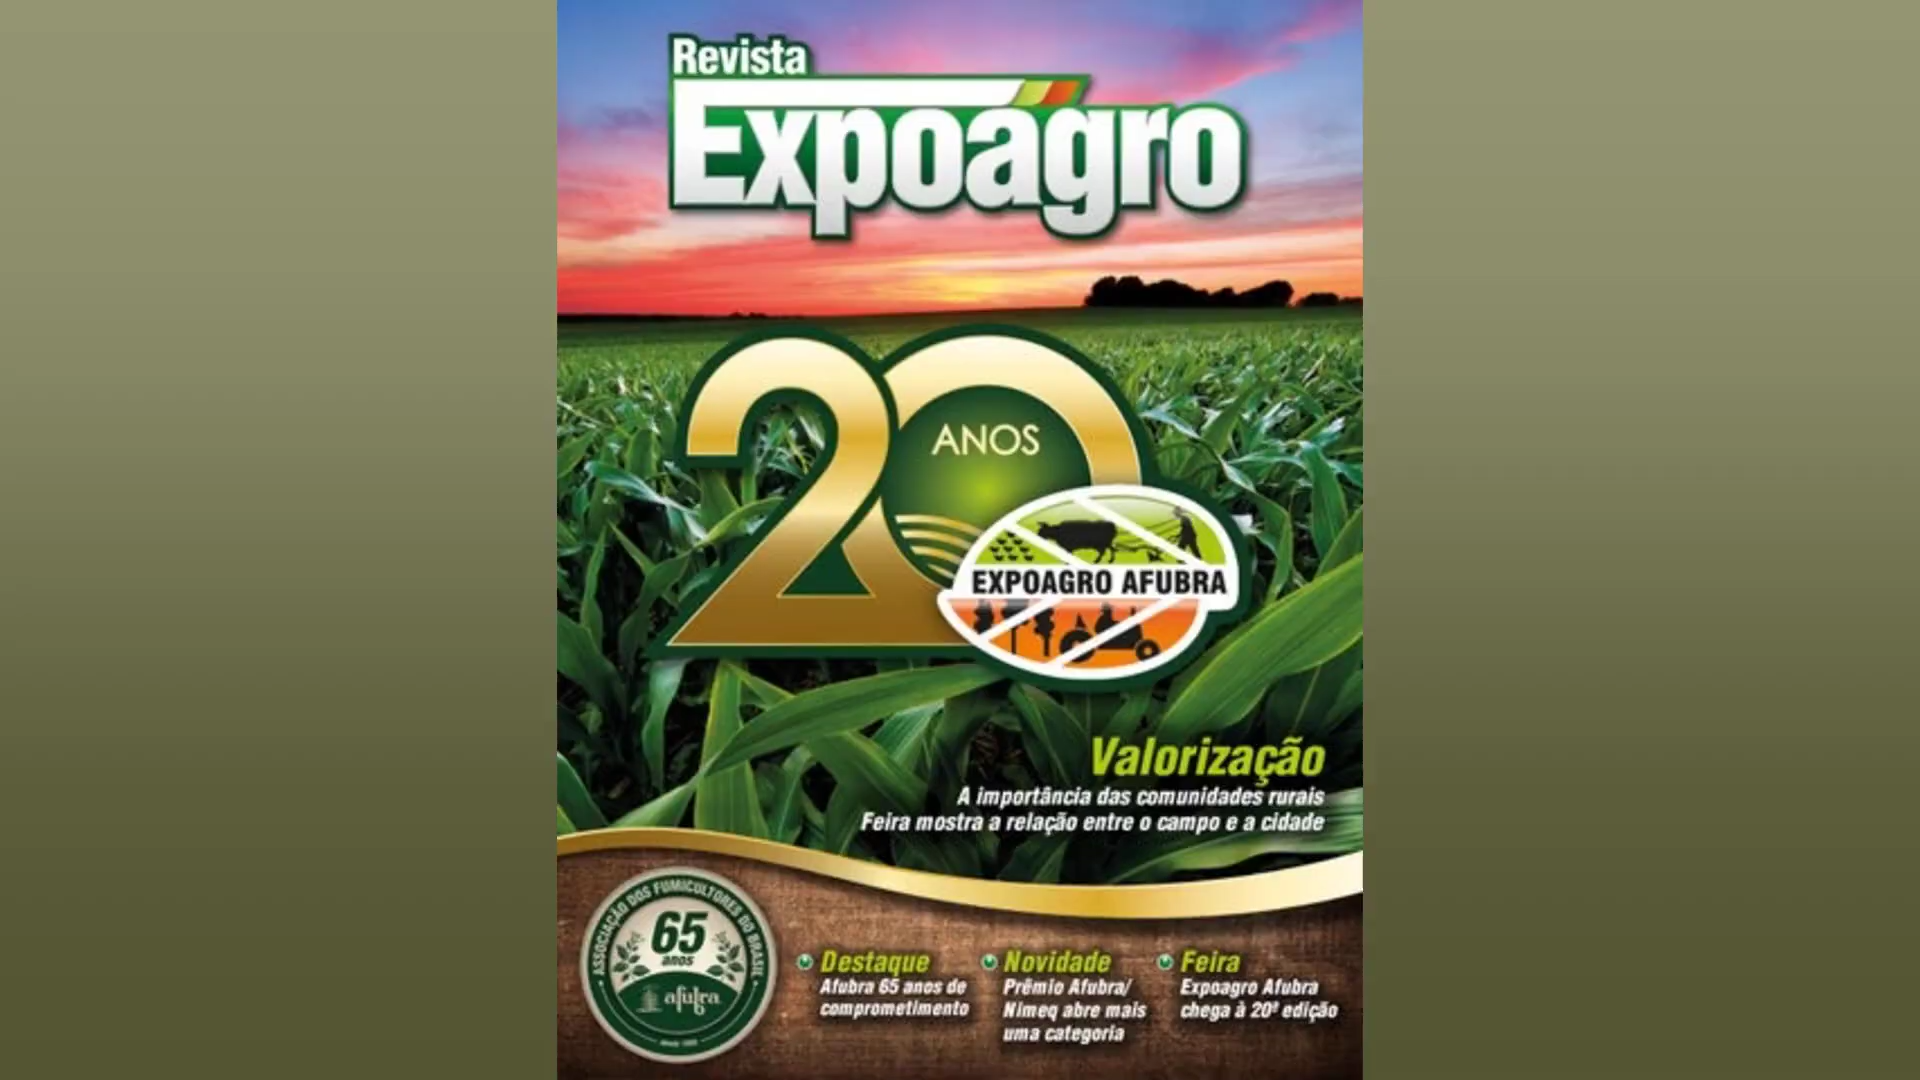 Revista
Expoagro
20
ANOS
EXPOAGRO AFUBRA
Valorização
A importância das comunidades rurais
Feira mostra a relação entre o campo e a cidade
ASSOCIAÇÃO DOS FUMICULTORES DO BRASIL
65
anos
afubra
Destaque
Afubra 65 anos de
comprometimento
Novidade
Prêmio Afubra/
Nimeq abre mais
uma categoria
Feira
Expoagro Afubra
chega à 20ª edição